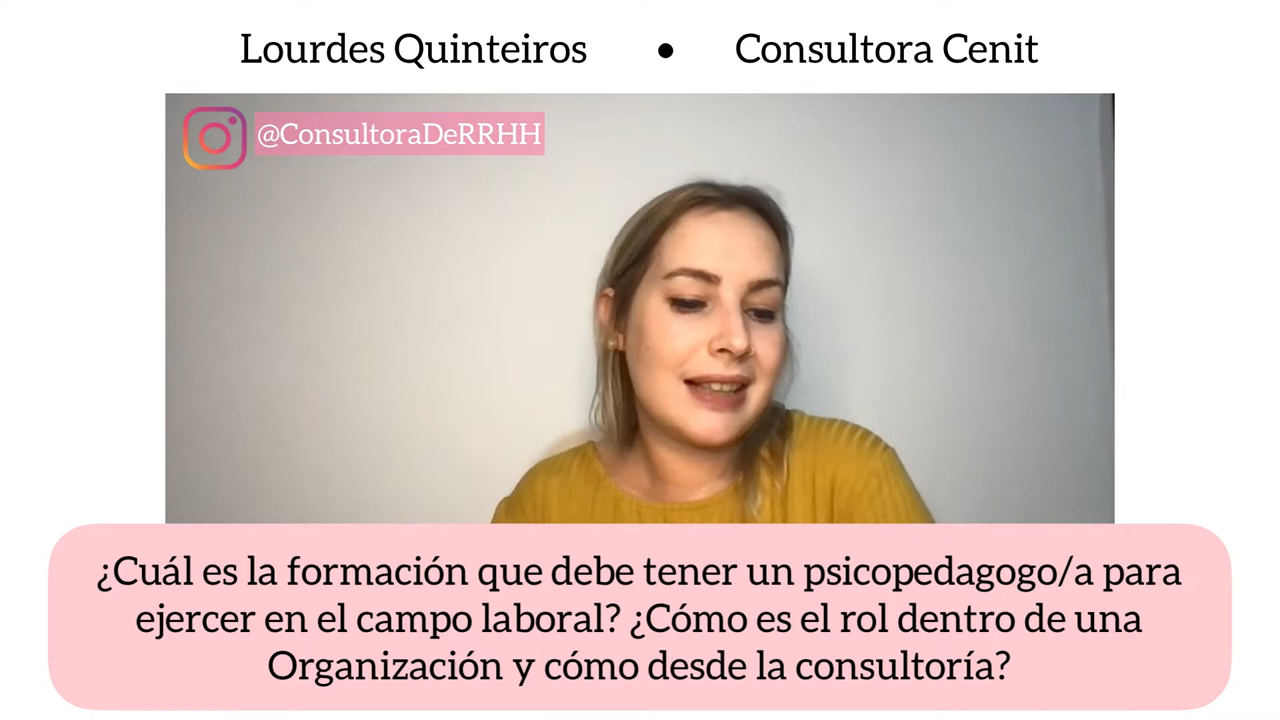 Lourdes Quinteiros • Consultora Cenit
@ConsultoraDeRRHH
¿Cuál es la formación que debe tener un psicopedagogo/a para
ejercer en el campo laboral? ¿Cómo es el rol dentro de una
Organización y cómo desde la consultoría?